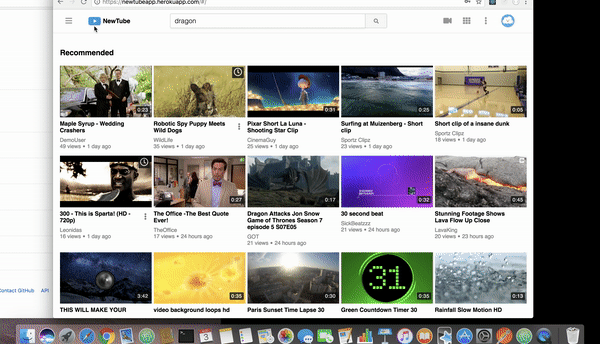 https://newtubeapp.herokuapp.com/#/
NewTube
dragon
Recommended
0:23
0:31
0:25
0:05
Maple Syrup - Wedding Crashers
Robotic Spy Puppy Meets Wild Dogs
Pixar Short La Luna - Shooting Star Clip
Surfing at Muizenberg - Short clip
Short clip of a insane dunk
DemoUser
WildLife
CinemaGuy
Sportz Clipz
Sportz Clipz
49 views • 1 day ago
35 views • 1 day ago
25 views • 1 day ago
23 views • 1 day ago
18 views • 1 day ago
0:27
0:17
0:32
0:45
300 - This is Sparta! (HD - 720p)
The Office -The Best Quote Ever!
Dragon Attacks Jon Snow Game of Thrones Season 7 episode 5 S07E05
30 second beat
Stunning Footage Shows Lava Flow Up Close
Leonidas
TheOffice
GOT
SickBeatzzz
LavaKing
16 views • 1 day ago
17 views • 24 hours ago
21 views • 24 hours ago
21 views • 24 hours ago
20 views • 23 hours ago
3:42
0:35
0:30
31
0:35
0:13
THIS WILL MAKE YOUR
video background loops hd
Paris Sunset Time Lapse 30
Green Countdown Timer 30
Rainfall Slow Motion HD
Contact GitHub
API
3